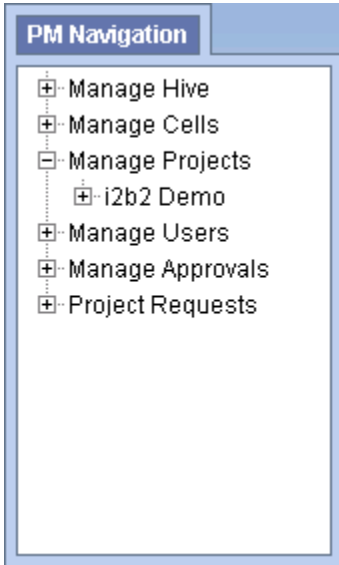 PM Navigation
Manage Hive
Manage Cells
Manage Projects
i2b2 Demo
Manage Users
Manage Approvals
Project Requests